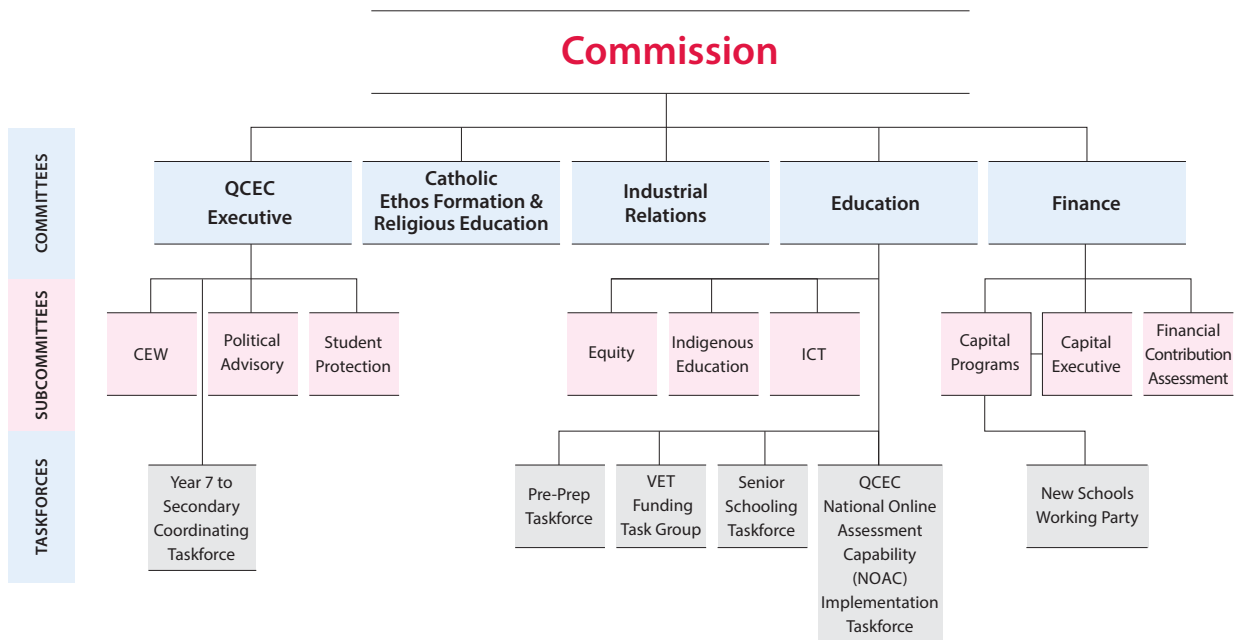 Commission
COMMITTEES
QCEC
Executive
Catholic
Ethos Formation &
Religious Education
Industrial
Relations
Education
Finance
SUBCOMMITTEES
CEW
Political
Advisory
Student
Protection
Equity
Indigenous
Education
ICT
Capital
Programs
Capital
Executive
Financial
Contribution
Assessment
TASKFORCES
Year 7 to
Secondary
Coordinating
Taskforce
Pre-Prep
Taskforce
VET
Funding
Task Group
Senior
Schooling
Taskforce
QCEC
National Online
Assessment
Capability
(NOAC)
Implementation
Taskforce
New Schools
Working Party